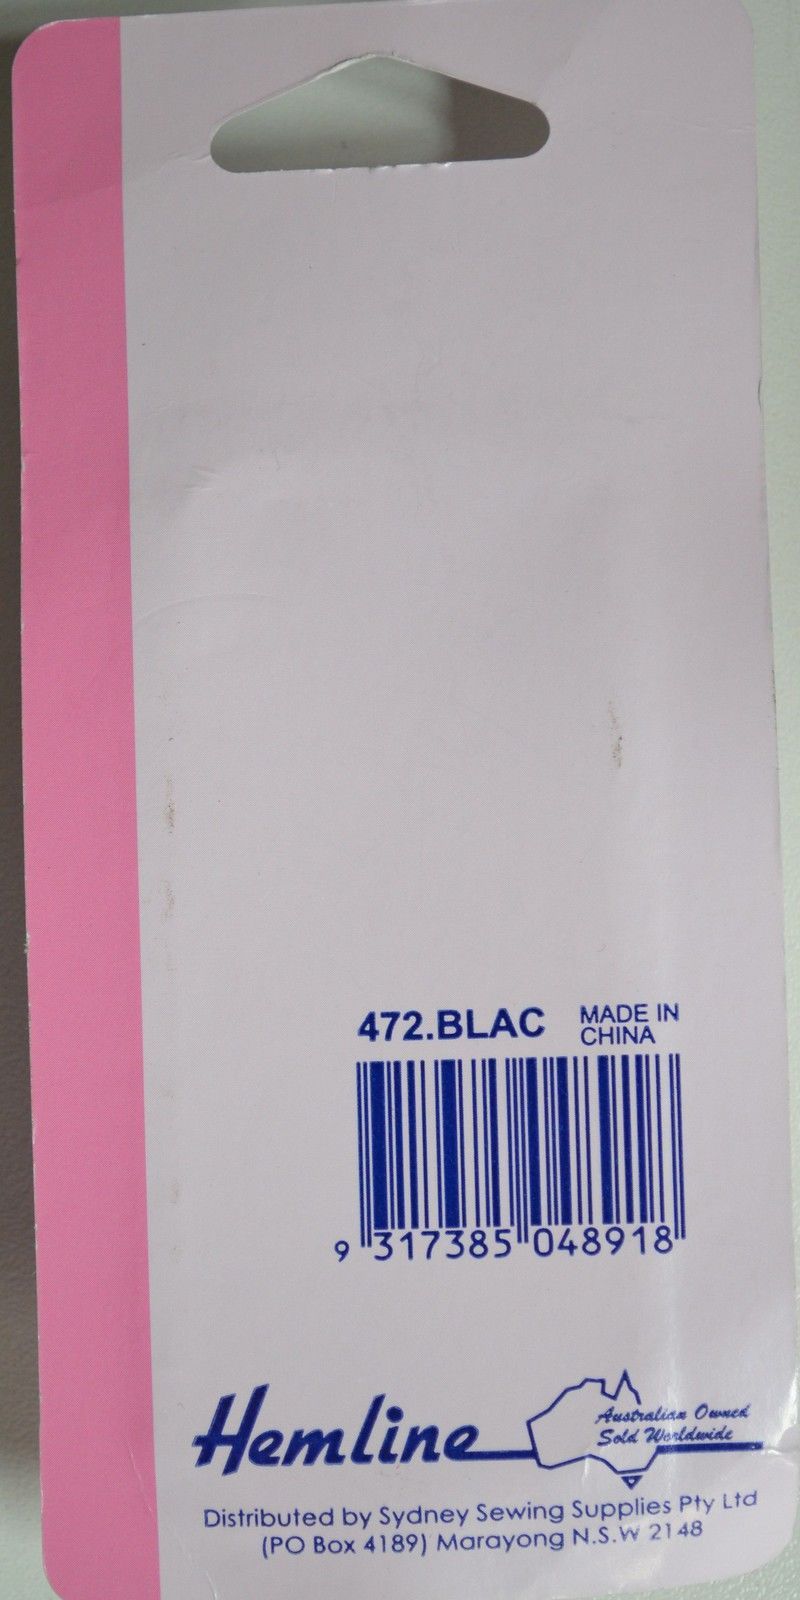 472.BLAC MADE IN
CHINA
9 317385 048918
Hemline Australian Owned
Sold Worldwide
Distributed by Sydney Sewing Supplies Pty Ltd
(PO Box 4189) Marayong N.S.W 2148